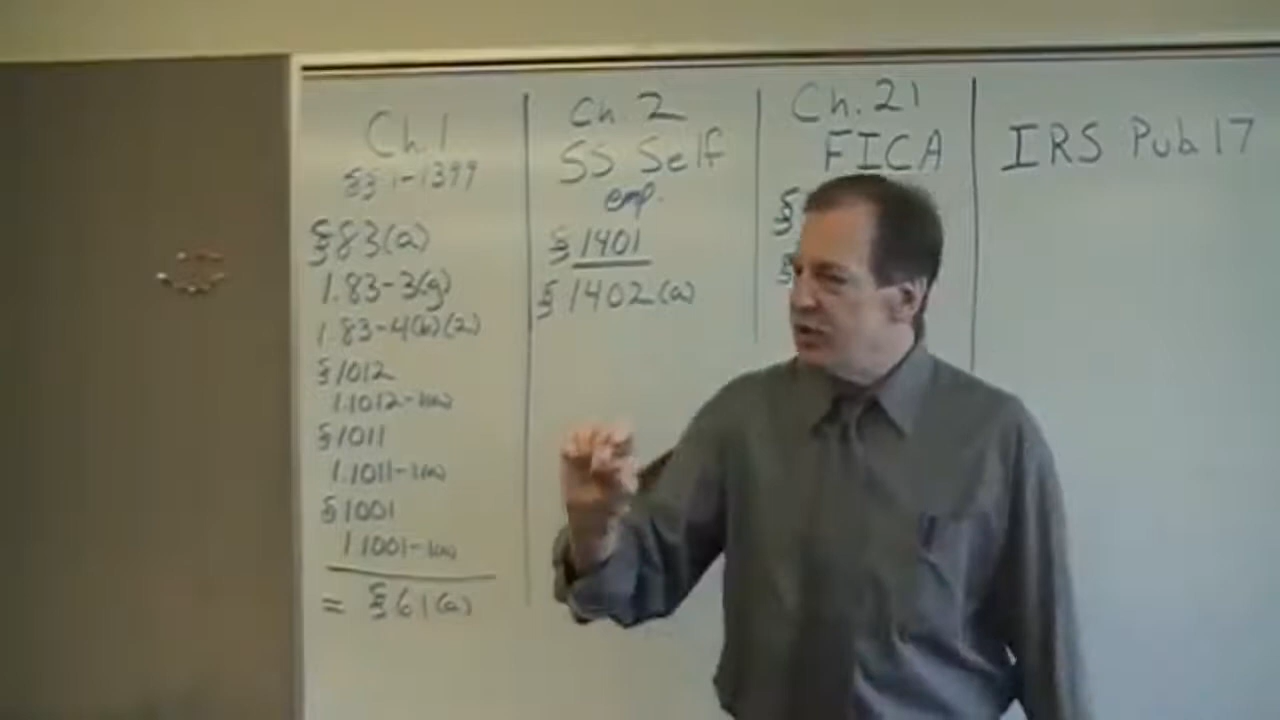 Ch. 1
§§ 1-1399
§83(a)
1.83-3(g)
1.83-4(b)(2)
§1012
1.1012-1(a)
§1011
1.1011-1(a)
§1001
1.1001-1(a)
= §61(a)
Ch. 2
SS Self
emp.
§1401
§1402(a)
Ch. 21
FICA
§
§
IRS Pub 17